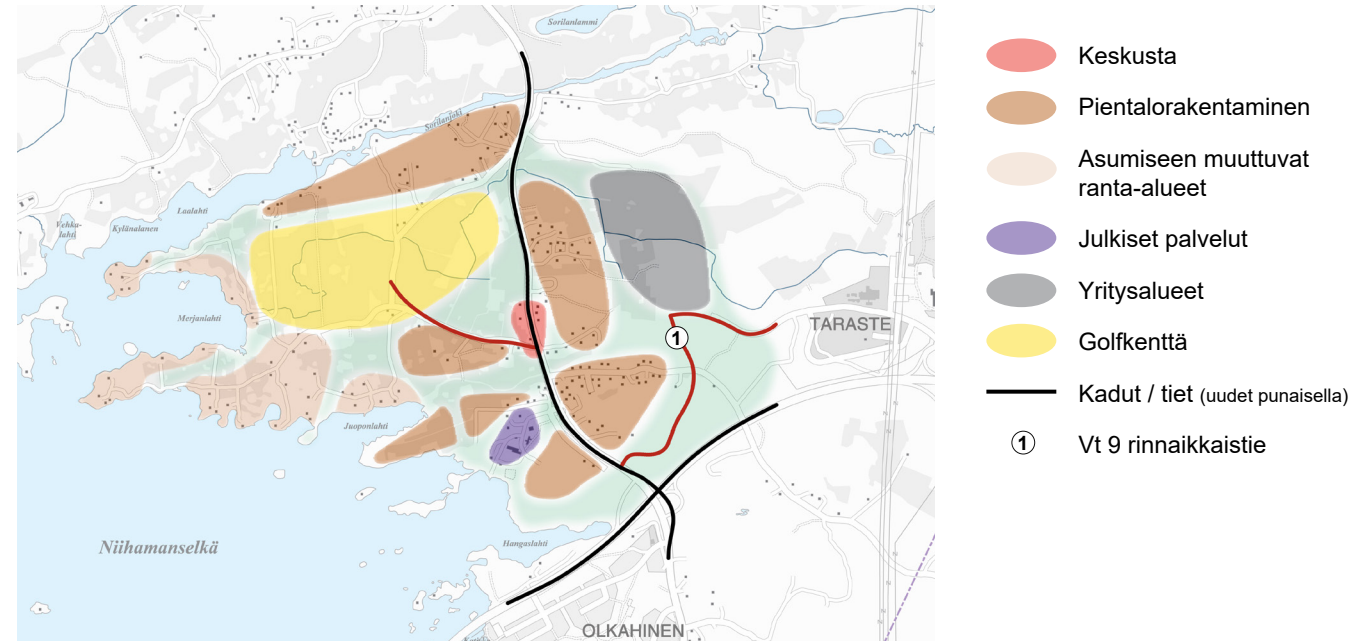 Sorilanlammi
Sorilanjoki
Laalahti
Vehka-
lahti
Kylänalanen
Merjanlahti
Juoponlahti
Niihamanselkä
Hangaslahti
TARASTE
OLKAHINEN
1
Keskusta
Pientalorakentaminen
Asumiseen muuttuvat
ranta-alueet
Julkiset palvelut
Yritysalueet
Golfkenttä
Kadut / tiet (uudet punaisella)
1 Vt 9 rinnaikkaistie